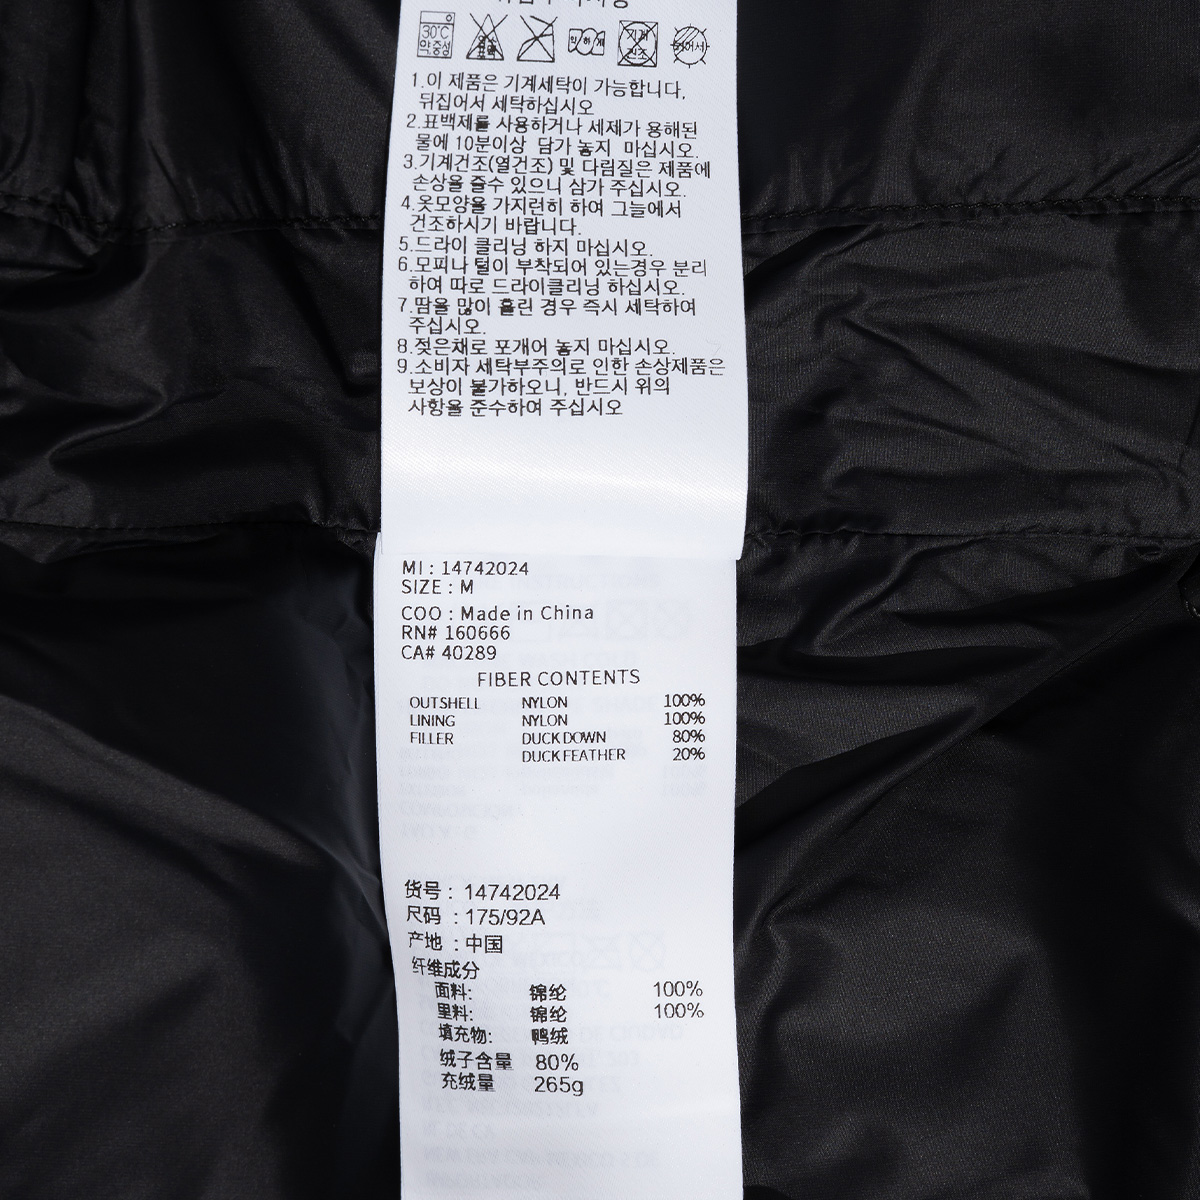 30℃
약중성
1.이 제품은 기계세탁이 가능합니다,
뒤집어서 세탁하십시오
2.표백제를 사용하거나 세제가 용해된
물에 10분이상 담가 놓지 마십시오.
3.기계건조(열건조) 및 다림질은 제품에
손상을 줄수 있으니 삼가 주십시오.
4.옷모양을 가지런히 하여 그늘에서
건조하시기 바랍니다.
5.드라이 클리닝 하지 마십시오.
6.모피나 털이 부착되어 있는경우 분리
하여 따로 드라이클리닝 하십시오.
7.땀을 많이 흘린 경우 즉시 세탁하여
주십시오.
8.젖은채로 포개어 놓지 마십시오.
9.소비자 세탁부주의로 인한 손상제품은
보상이 불가하오니, 반드시 위의
사항을 준수하여 주십시오
MI : 14742024
SIZE : M
COO : Made in China
RN# 160666
CA# 40289
FIBER CONTENTS
OUTSHELL NYLON 100%
LINING NYLON 100%
FILLER DUCK DOWN 80%
DUCK FEATHER 20%
货号 : 14742024
尺码 : 175/92A
产地 : 中国
纤维成分
面料: 锦纶 100%
里料: 锦纶 100%
填充物: 鸭绒
绒子含量 80%
充绒量 265g